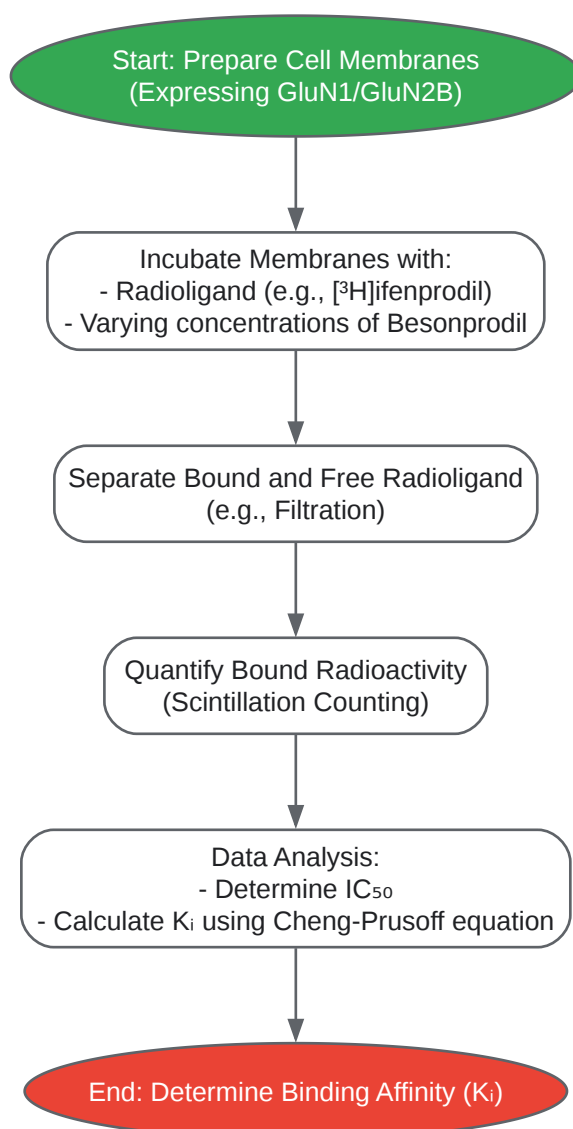 Start: Prepare Cell Membranes
(Expressing GluN1/GluN2B)
Incubate Membranes with:
- Radioligand (e.g., [³H]ifenprodil)
- Varying concentrations of Besonprodil
Separate Bound and Free Radioligand
(e.g., Filtration)
Quantify Bound Radioactivity
(Scintillation Counting)
Data Analysis:
- Determine IC₅₀
- Calculate Kᵢ using Cheng-Prusoff equation
End: Determine Binding Affinity (Kᵢ)